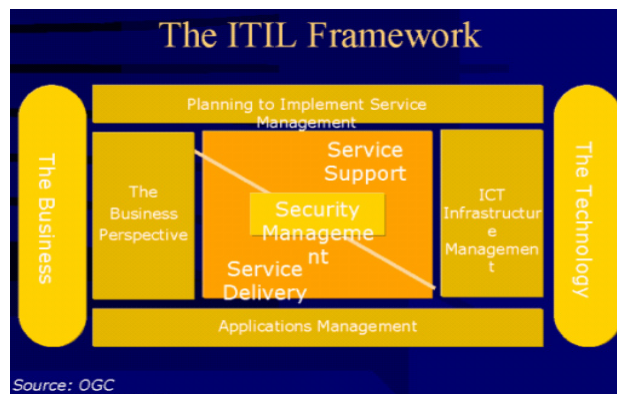 The ITIL Framework
Planning to Implement Service
Management
The Business
The
Business
Perspective
Service
Support
Security
Manageme
nt
Service
Delivery
ICT
Infrastructur
e
Managemen
t
The Technology
Applications Management
Source: OGC